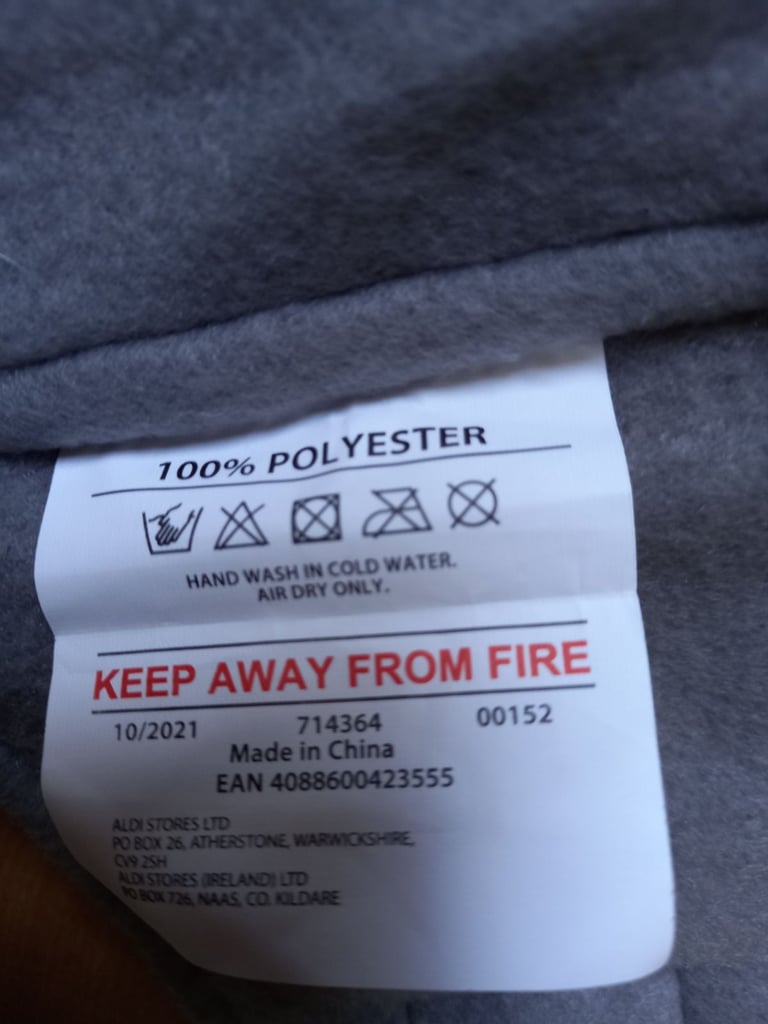 100% POLYESTER
HAND WASH IN COLD WATER.
AIR DRY ONLY.
KEEP AWAY FROM FIRE
10/2021 714364 00152
Made in China
EAN 4088600423555
ALDI STORES LTD
PO BOX 26, ATHERSTONE, WARWICKSHIRE,
CV9 2SH
ALDI STORES (IRELAND) LTD
PO BOX 726, NAAS, CO. KILDARE